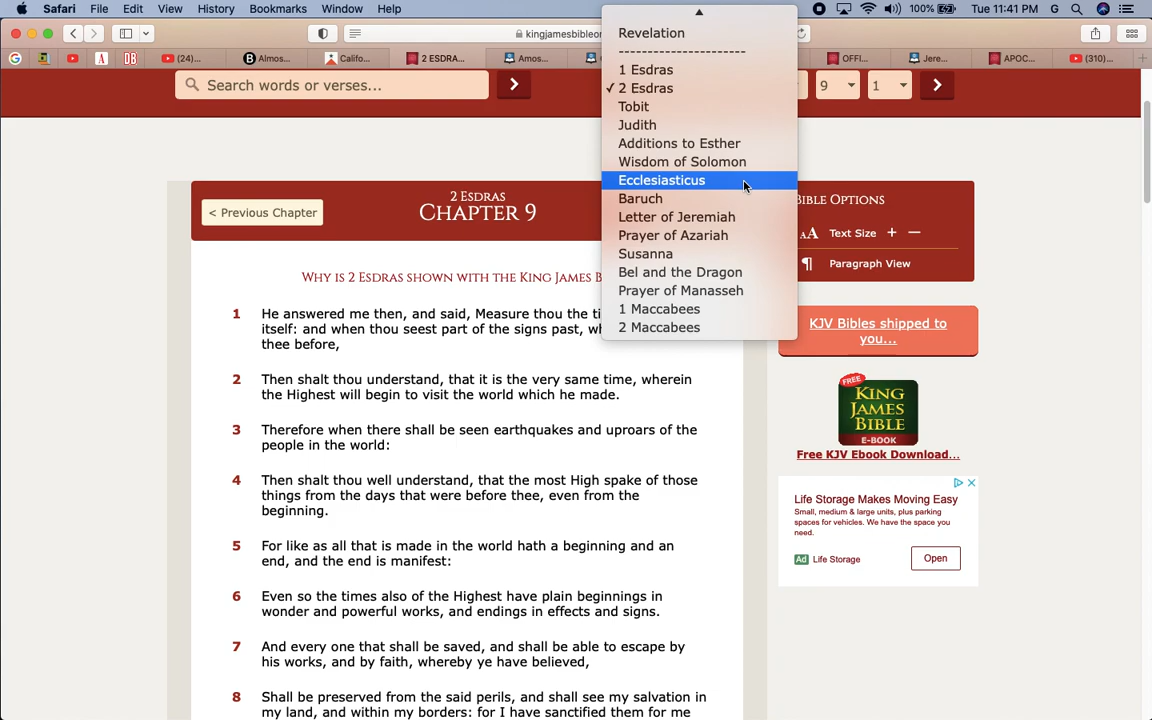 Safari File Edit View History Bookmarks Window Help 100% Tue 11:41 PM G
kingjamesbibleon
(24)... Almos... Califo... 2 ESDRA... Amos... OFFI... Jere... APOC... (310)...
Search words or verses... 9 1
Revelation
----------------------
1 Esdras
✓ 2 Esdras
Tobit
Judith
Additions to Esther
Wisdom of Solomon
Ecclesiasticus
Baruch
Letter of Jeremiah
Prayer of Azariah
Susanna
Bel and the Dragon
Prayer of Manasseh
1 Maccabees
2 Maccabees
< Previous Chapter
2 Esdras
Chapter 9
Why is 2 Esdras shown with the King James B
1 He answered me then, and said, Measure thou the ti
itself: and when thou seest part of the signs past, wh
thee before,
2 Then shalt thou understand, that it is the very same time, wherein
the Highest will begin to visit the world which he made.
3 Therefore when there shall be seen earthquakes and uproars of the
people in the world:
4 Then shalt thou well understand, that the most High spake of those
things from the days that were before thee, even from the
beginning.
5 For like as all that is made in the world hath a beginning and an
end, and the end is manifest:
6 Even so the times also of the Highest have plain beginnings in
wonder and powerful works, and endings in effects and signs.
7 And every one that shall be saved, and shall be able to escape by
his works, and by faith, whereby ye have believed,
8 Shall be preserved from the said perils, and shall see my salvation in
my land, and within my borders: for I have sanctified them for me
Bible Options
AA Text Size + —
¶ Paragraph View
KJV Bibles shipped to
you...
FREE
KING
JAMES
BIBLE
E-BOOK
Free KJV Ebook Download...
Life Storage Makes Moving Easy
Small, medium & large units, plus parking
spaces for vehicles. We have the space you
need.
Ad Life Storage Open